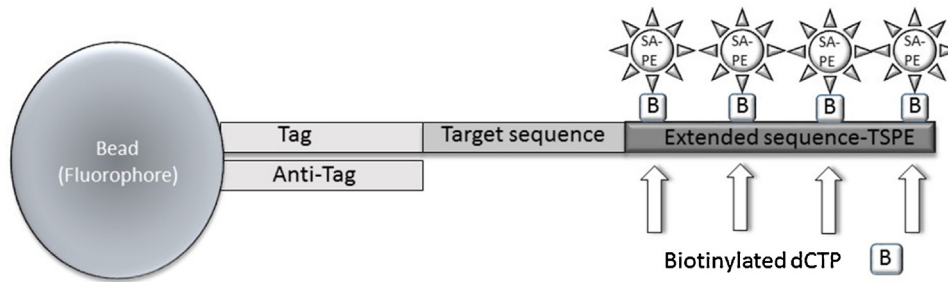 SA-
PE
SA-
PE
SA-
PE
SA-
PE
B
B
B
B
Bead
(Fluorophore)
Tag
Target sequence
Extended sequence-TSPE
Anti-Tag
Biotinylated dCTP
B